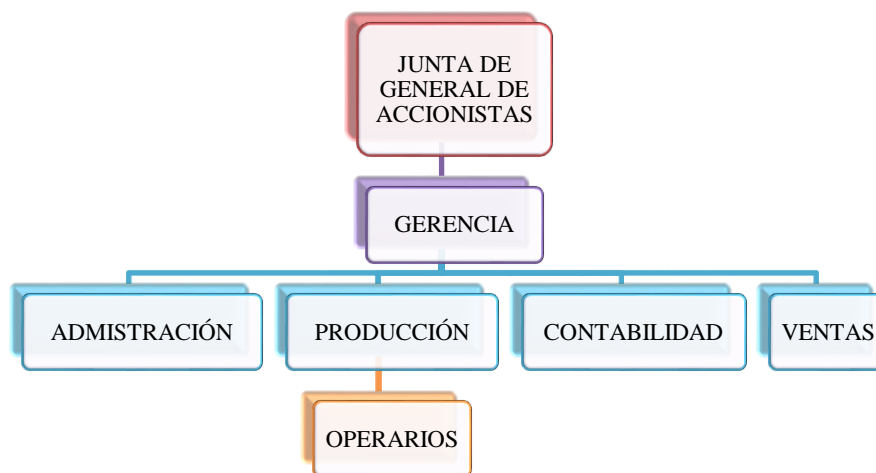 JUNTA DE
GENERAL DE
ACCIONISTAS
GERENCIA
ADMISTRACIÓN
PRODUCCIÓN
CONTABILIDAD
VENTAS
OPERARIOS